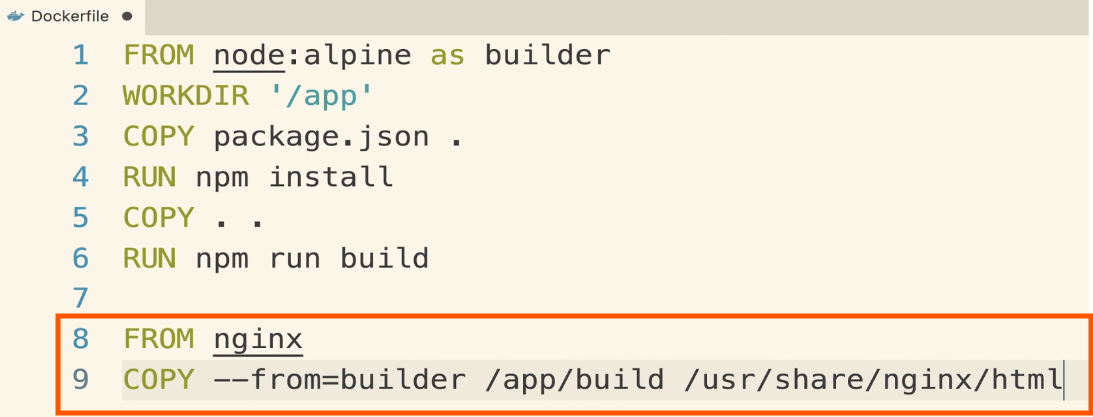 Dockerfile
1 FROM node:alpine as builder
2 WORKDIR '/app'
3 COPY package.json .
4 RUN npm install
5 COPY . .
6 RUN npm run build
7
8 FROM nginx
9 COPY --from=builder /app/build /usr/share/nginx/html